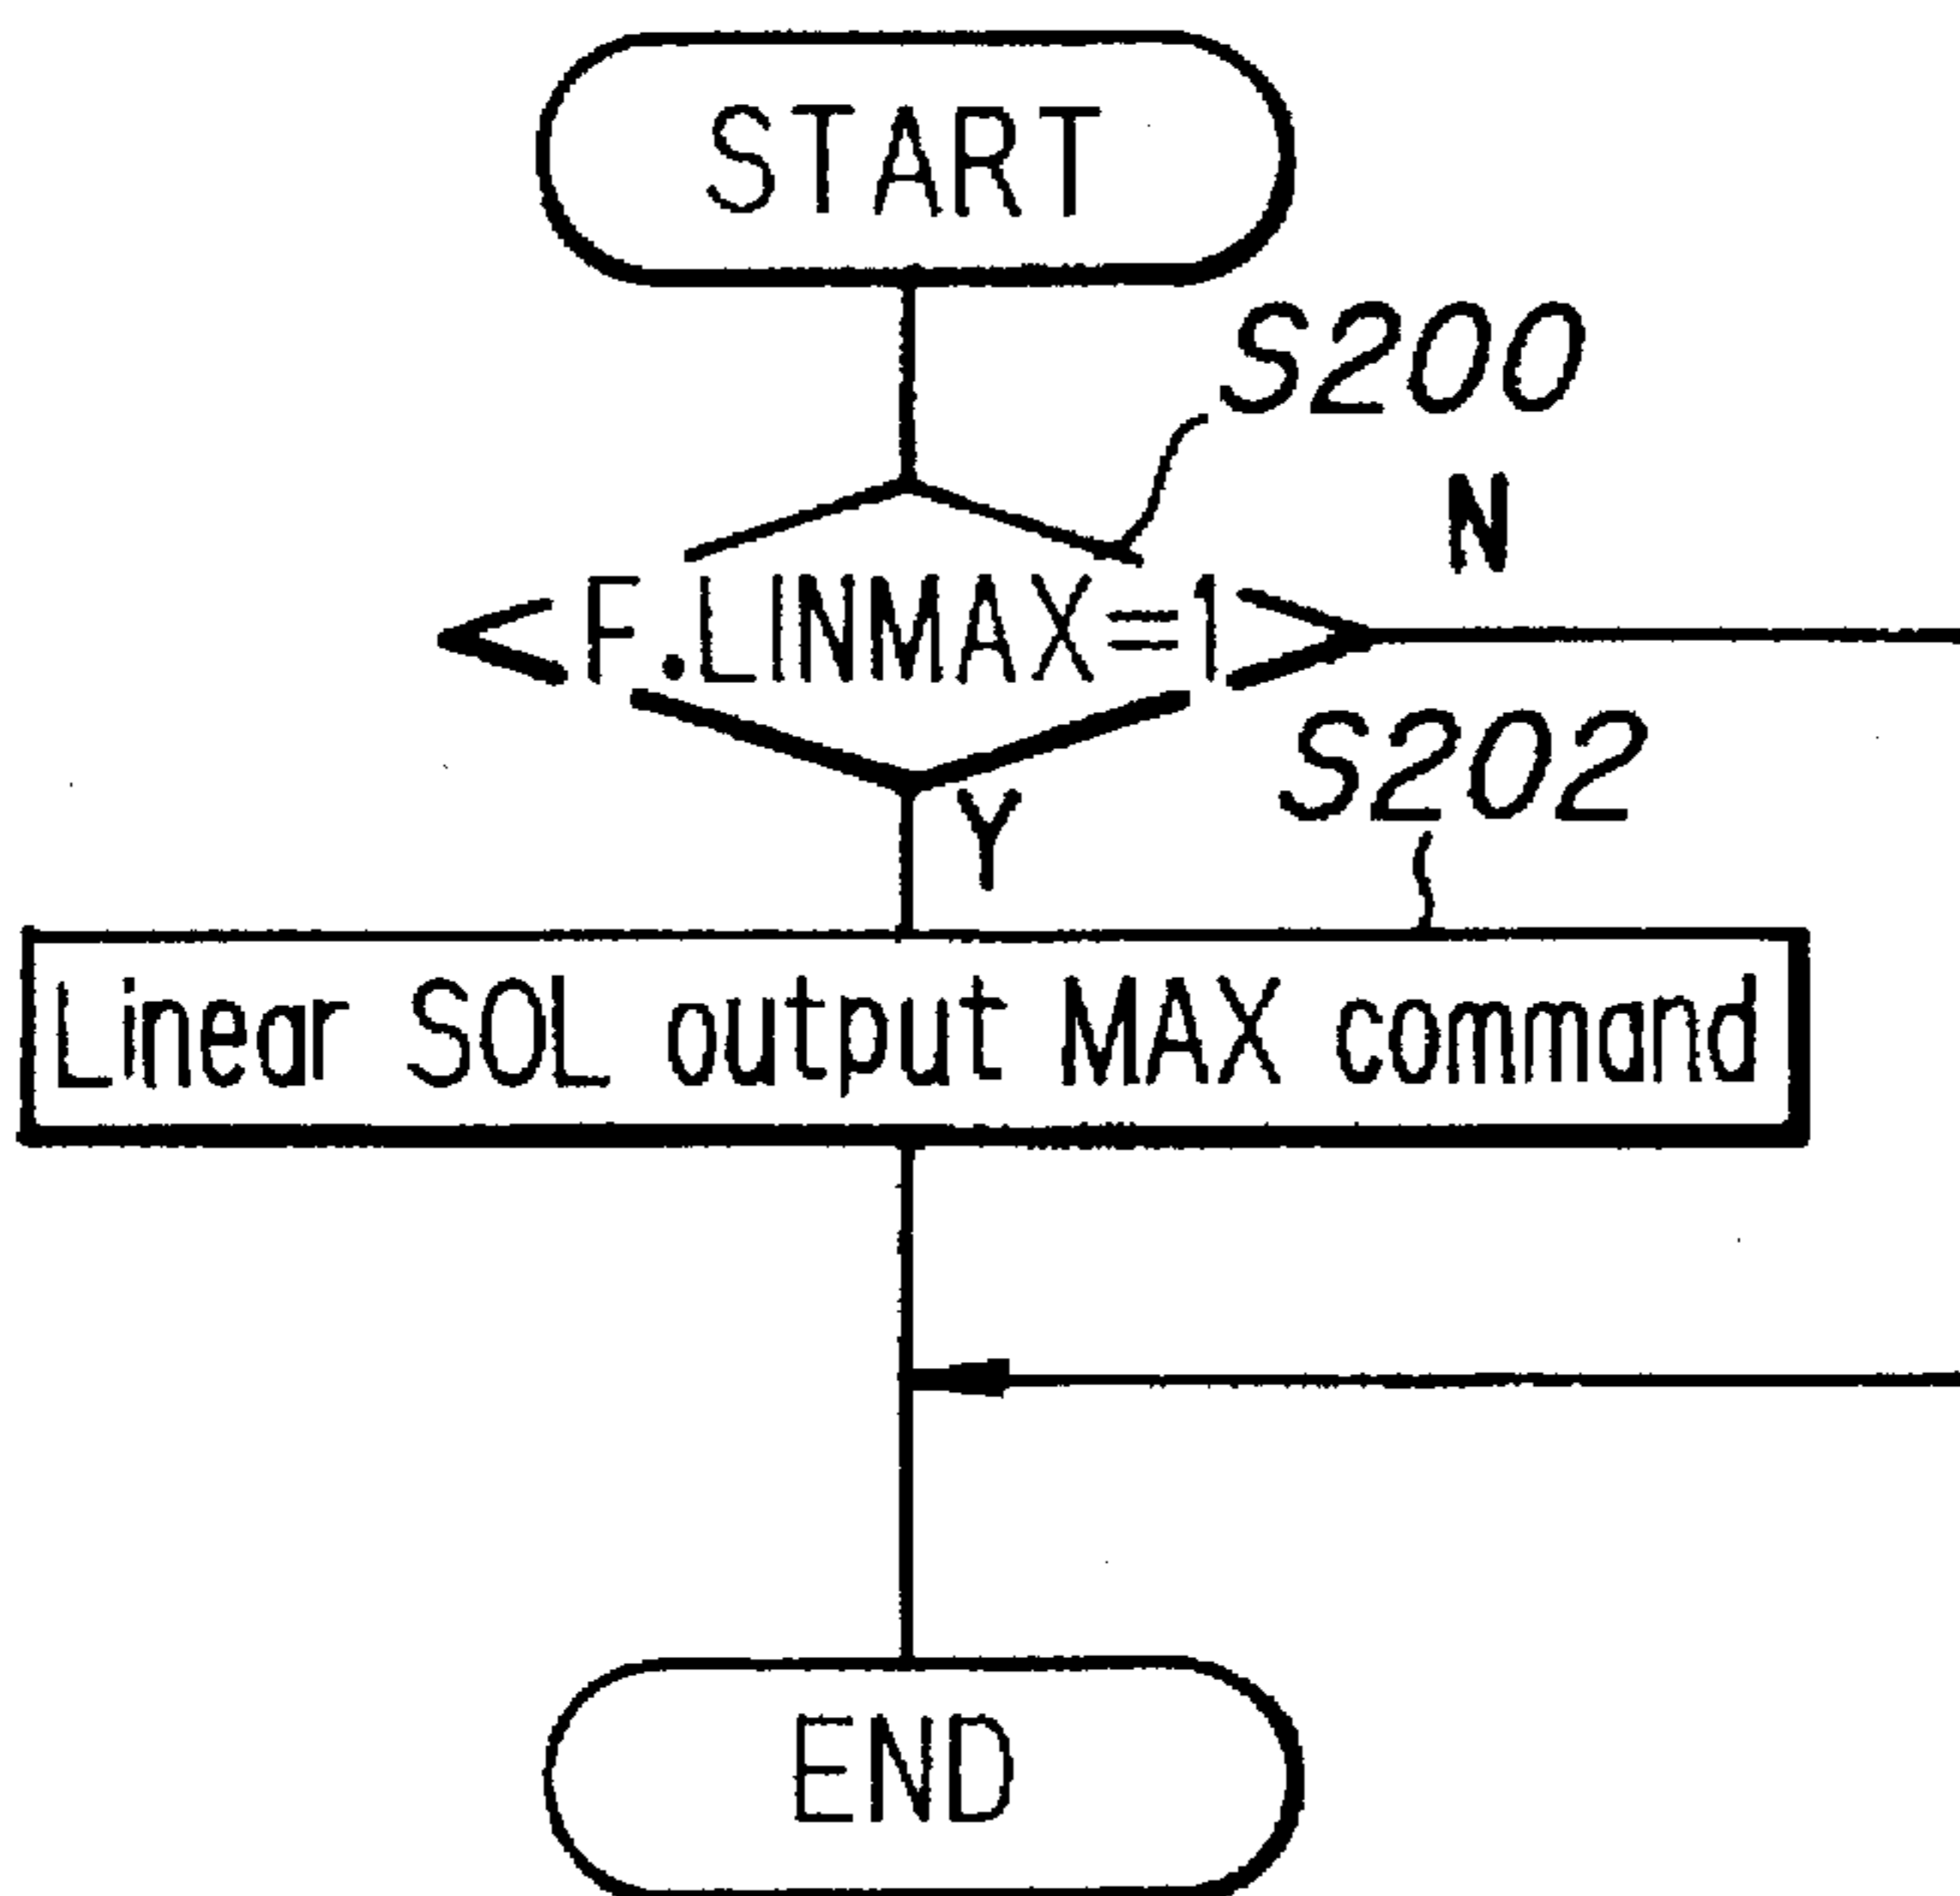 START
S200
N
F.LINMAX=1
S202
Y
Linear SOL output MAX command
END